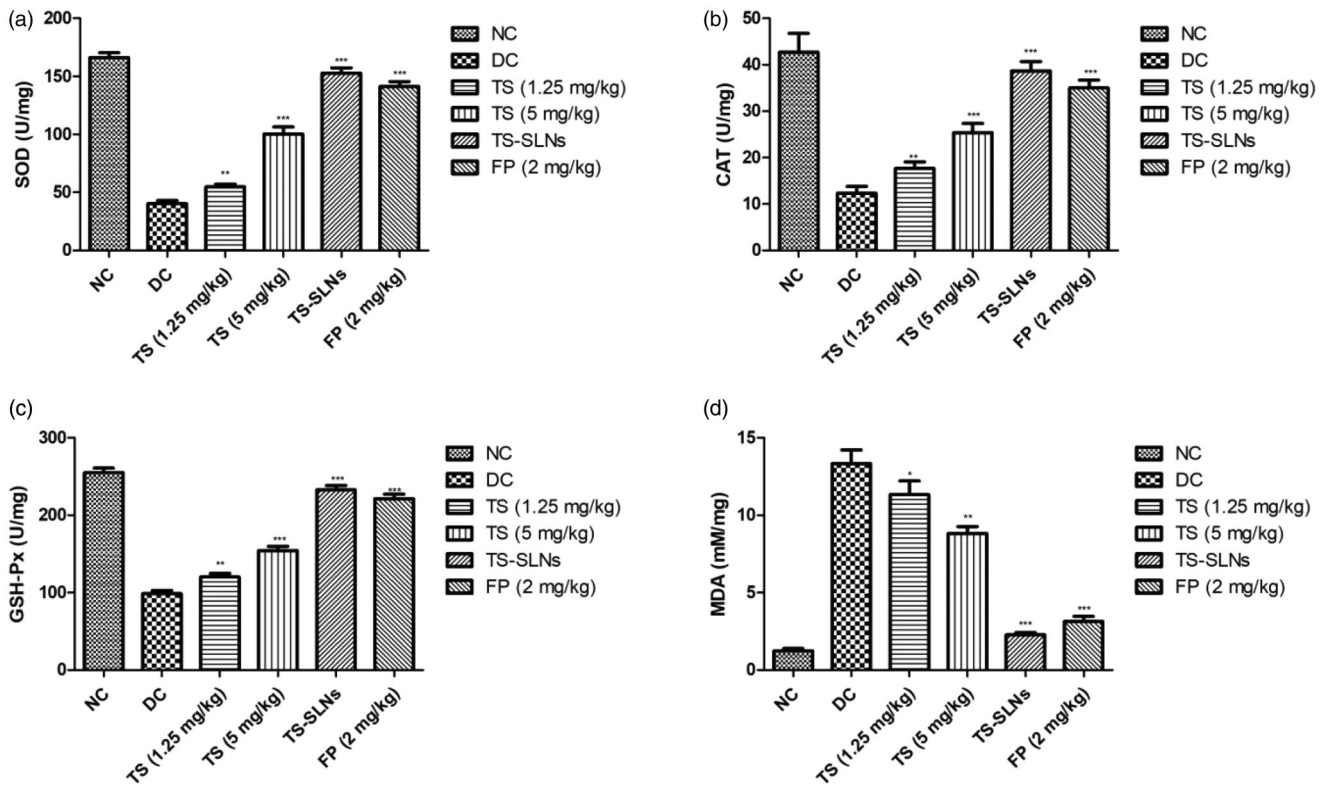 (a)
SOD (U/mg)
200
150
100
50
0
**
***
***
***
NC
DC
TS (1.25 mg/kg)
TS (5 mg/kg)
TS-SLNs
FP (2 mg/kg)
NC
DC
TS (1.25 mg/kg)
TS (5 mg/kg)
TS-SLNs
FP (2 mg/kg)
(b)
CAT (U/mg)
50
40
30
20
10
0
**
***
***
***
NC
DC
TS (1.25 mg/kg)
TS (5 mg/kg)
TS-SLNs
FP (2 mg/kg)
NC
DC
TS (1.25 mg/kg)
TS (5 mg/kg)
TS-SLNs
FP (2 mg/kg)
(c)
GSH-Px (U/mg)
300
200
100
0
**
***
***
***
NC
DC
TS (1.25 mg/kg)
TS (5 mg/kg)
TS-SLNs
FP (2 mg/kg)
NC
DC
TS (1.25 mg/kg)
TS (5 mg/kg)
TS-SLNs
FP (2 mg/kg)
(d)
MDA (mM/mg)
15
10
5
0
*
**
***
***
NC
DC
TS (1.25 mg/kg)
TS (5 mg/kg)
TS-SLNs
FP (2 mg/kg)
NC
DC
TS (1.25 mg/kg)
TS (5 mg/kg)
TS-SLNs
FP (2 mg/kg)